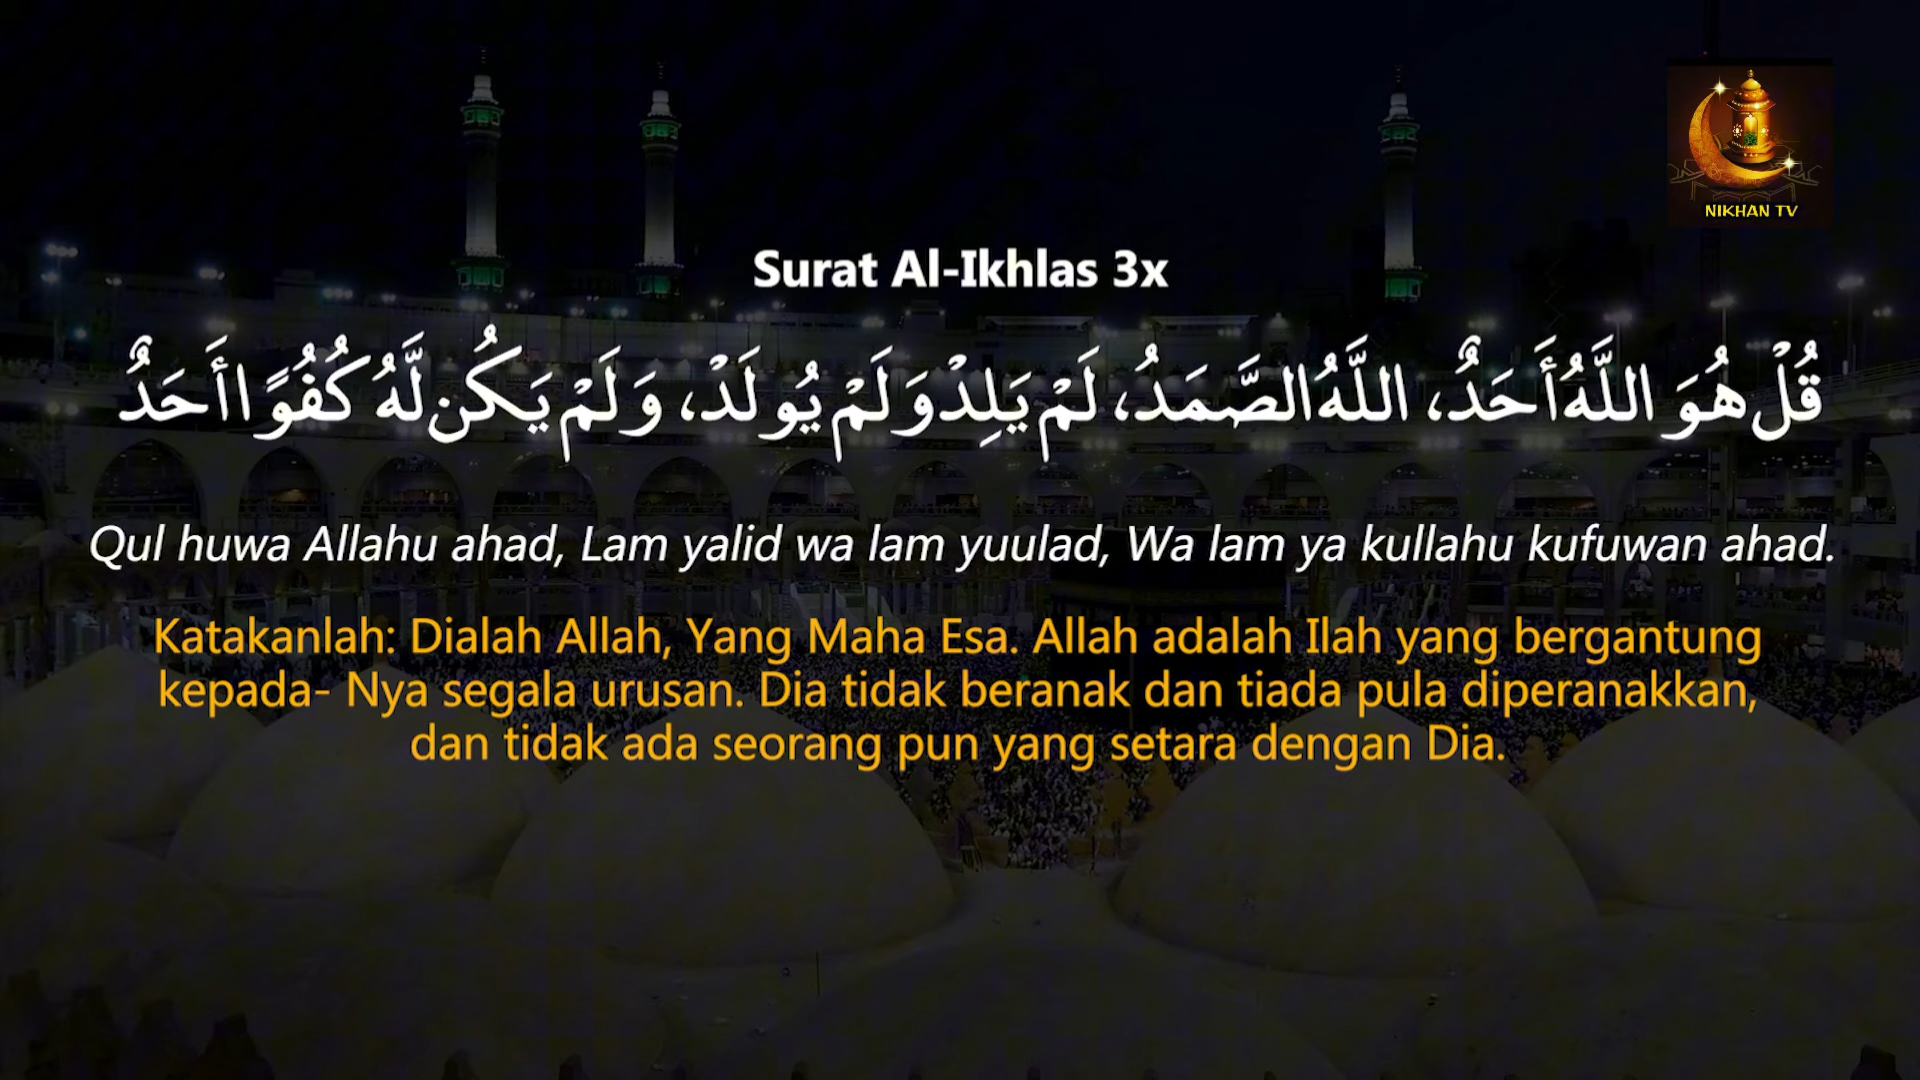 NIKHAN TV
Surat Al-Ikhlas 3x
قُلْ هُوَ اللَّهُ أَحَدٌ، اللَّهُ الصَّمَدُ، لَمْ يَلِدْ وَلَمْ يُولَدْ، وَلَمْ يَكُن لَّهُ كُفُوًا أَحَدٌ
Qul huwa Allahu ahad, Lam yalid wa lam yuulad, Wa lam ya kullahu kufuwan ahad.
Katakanlah: Dialah Allah, Yang Maha Esa. Allah adalah Ilah yang bergantung
kepada- Nya segala urusan. Dia tidak beranak dan tiada pula diperanakkan,
dan tidak ada seorang pun yang setara dengan Dia.